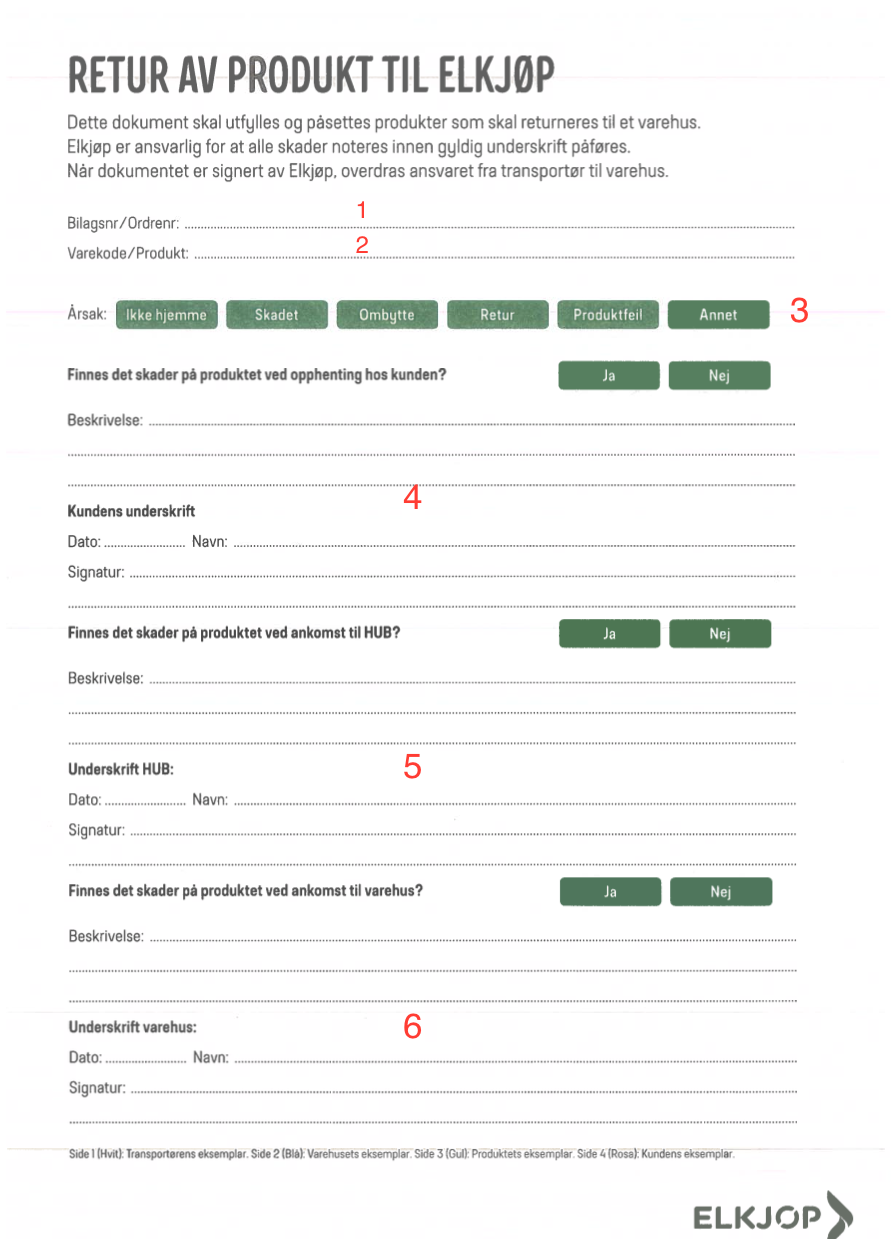 RETUR AV PRODUKT TIL ELKJØP
Dette dokument skal utfylles og påsettes produkter som skal returneres til et varehus.
Elkjøp er ansvarlig for at alle skader noteres innen gyldig underskrift påføres.
Når dokumentet er signert av Elkjøp, overdras ansvaret fra transportør til varehus.
Bilagsnr/Ordrenr: 1
Varekode/Produkt: 2
Årsak: Ikke hjemme Skadet Ombytte Retur Produktfeil Annet 3
Finnes det skader på produktet ved opphenting hos kunden? Ja Nej
Beskrivelse:
4
Kundens underskrift
Dato: Navn:
Signatur:
Finnes det skader på produktet ved ankomst til HUB? Ja Nej
Beskrivelse:
Underskrift HUB: 5
Dato: Navn:
Signatur:
Finnes det skader på produktet ved ankomst til varehus? Ja Nej
Beskrivelse:
Underskrift varehus: 6
Dato: Navn:
Signatur:
Side 1 (Hvit): Transportørens eksemplar. Side 2 (Blå): Varehusets eksemplar. Side 3 (Gul): Produktets eksemplar. Side 4 (Rosa): Kundens eksemplar.
ELKJØP